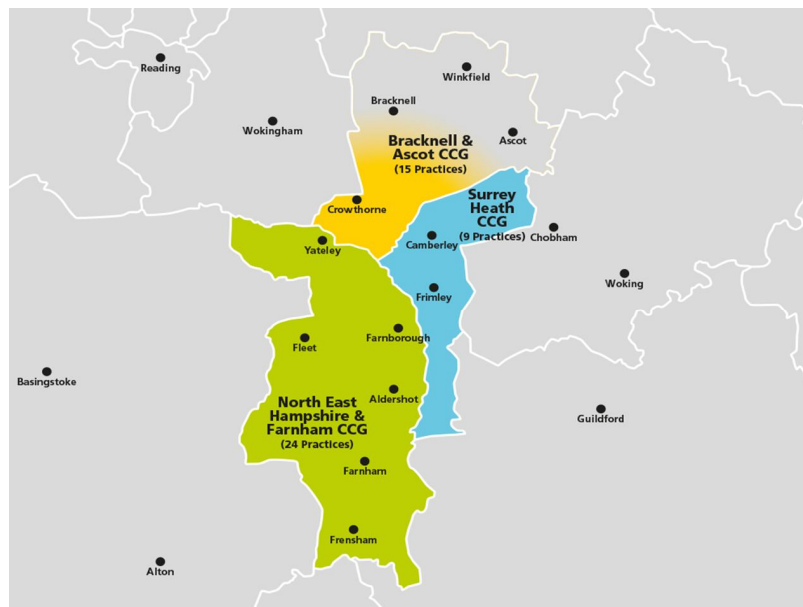 Reading
Winkfield
Bracknell
Wokingham
Ascot
Bracknell &
Ascot CCG
(15 Practices)
Surrey
Heath
CCG
(9 Practices)
Crowthorne
Chobham
Camberley
Yateley
Woking
Frimley
Farnborough
Fleet
Basingstoke
Aldershot
North East
Hampshire &
Farnham CCG
(24 Practices)
Guildford
Farnham
Frensham
Alton